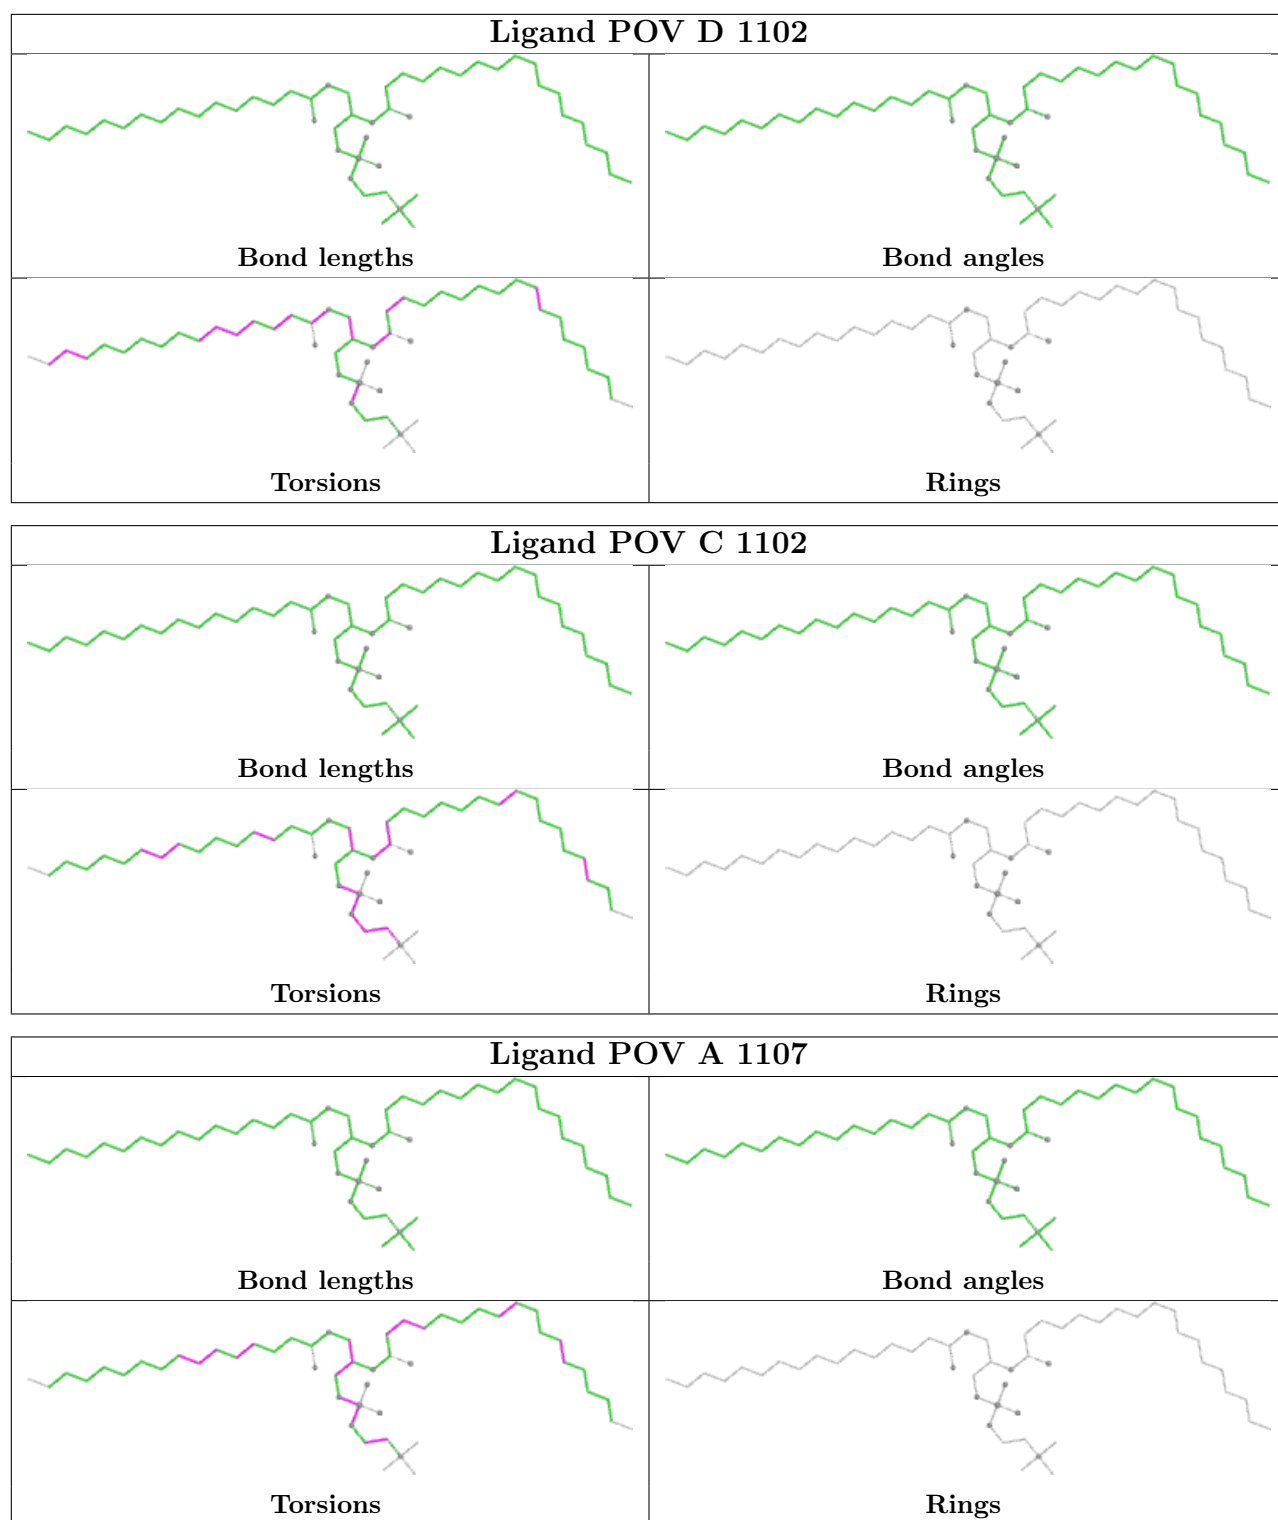 Ligand POV D 1102
Bond lengths
Bond angles
Torsions
Rings
Ligand POV C 1102
Bond lengths
Bond angles
Torsions
Rings
Ligand POV A 1107
Bond lengths
Bond angles
Torsions
Rings